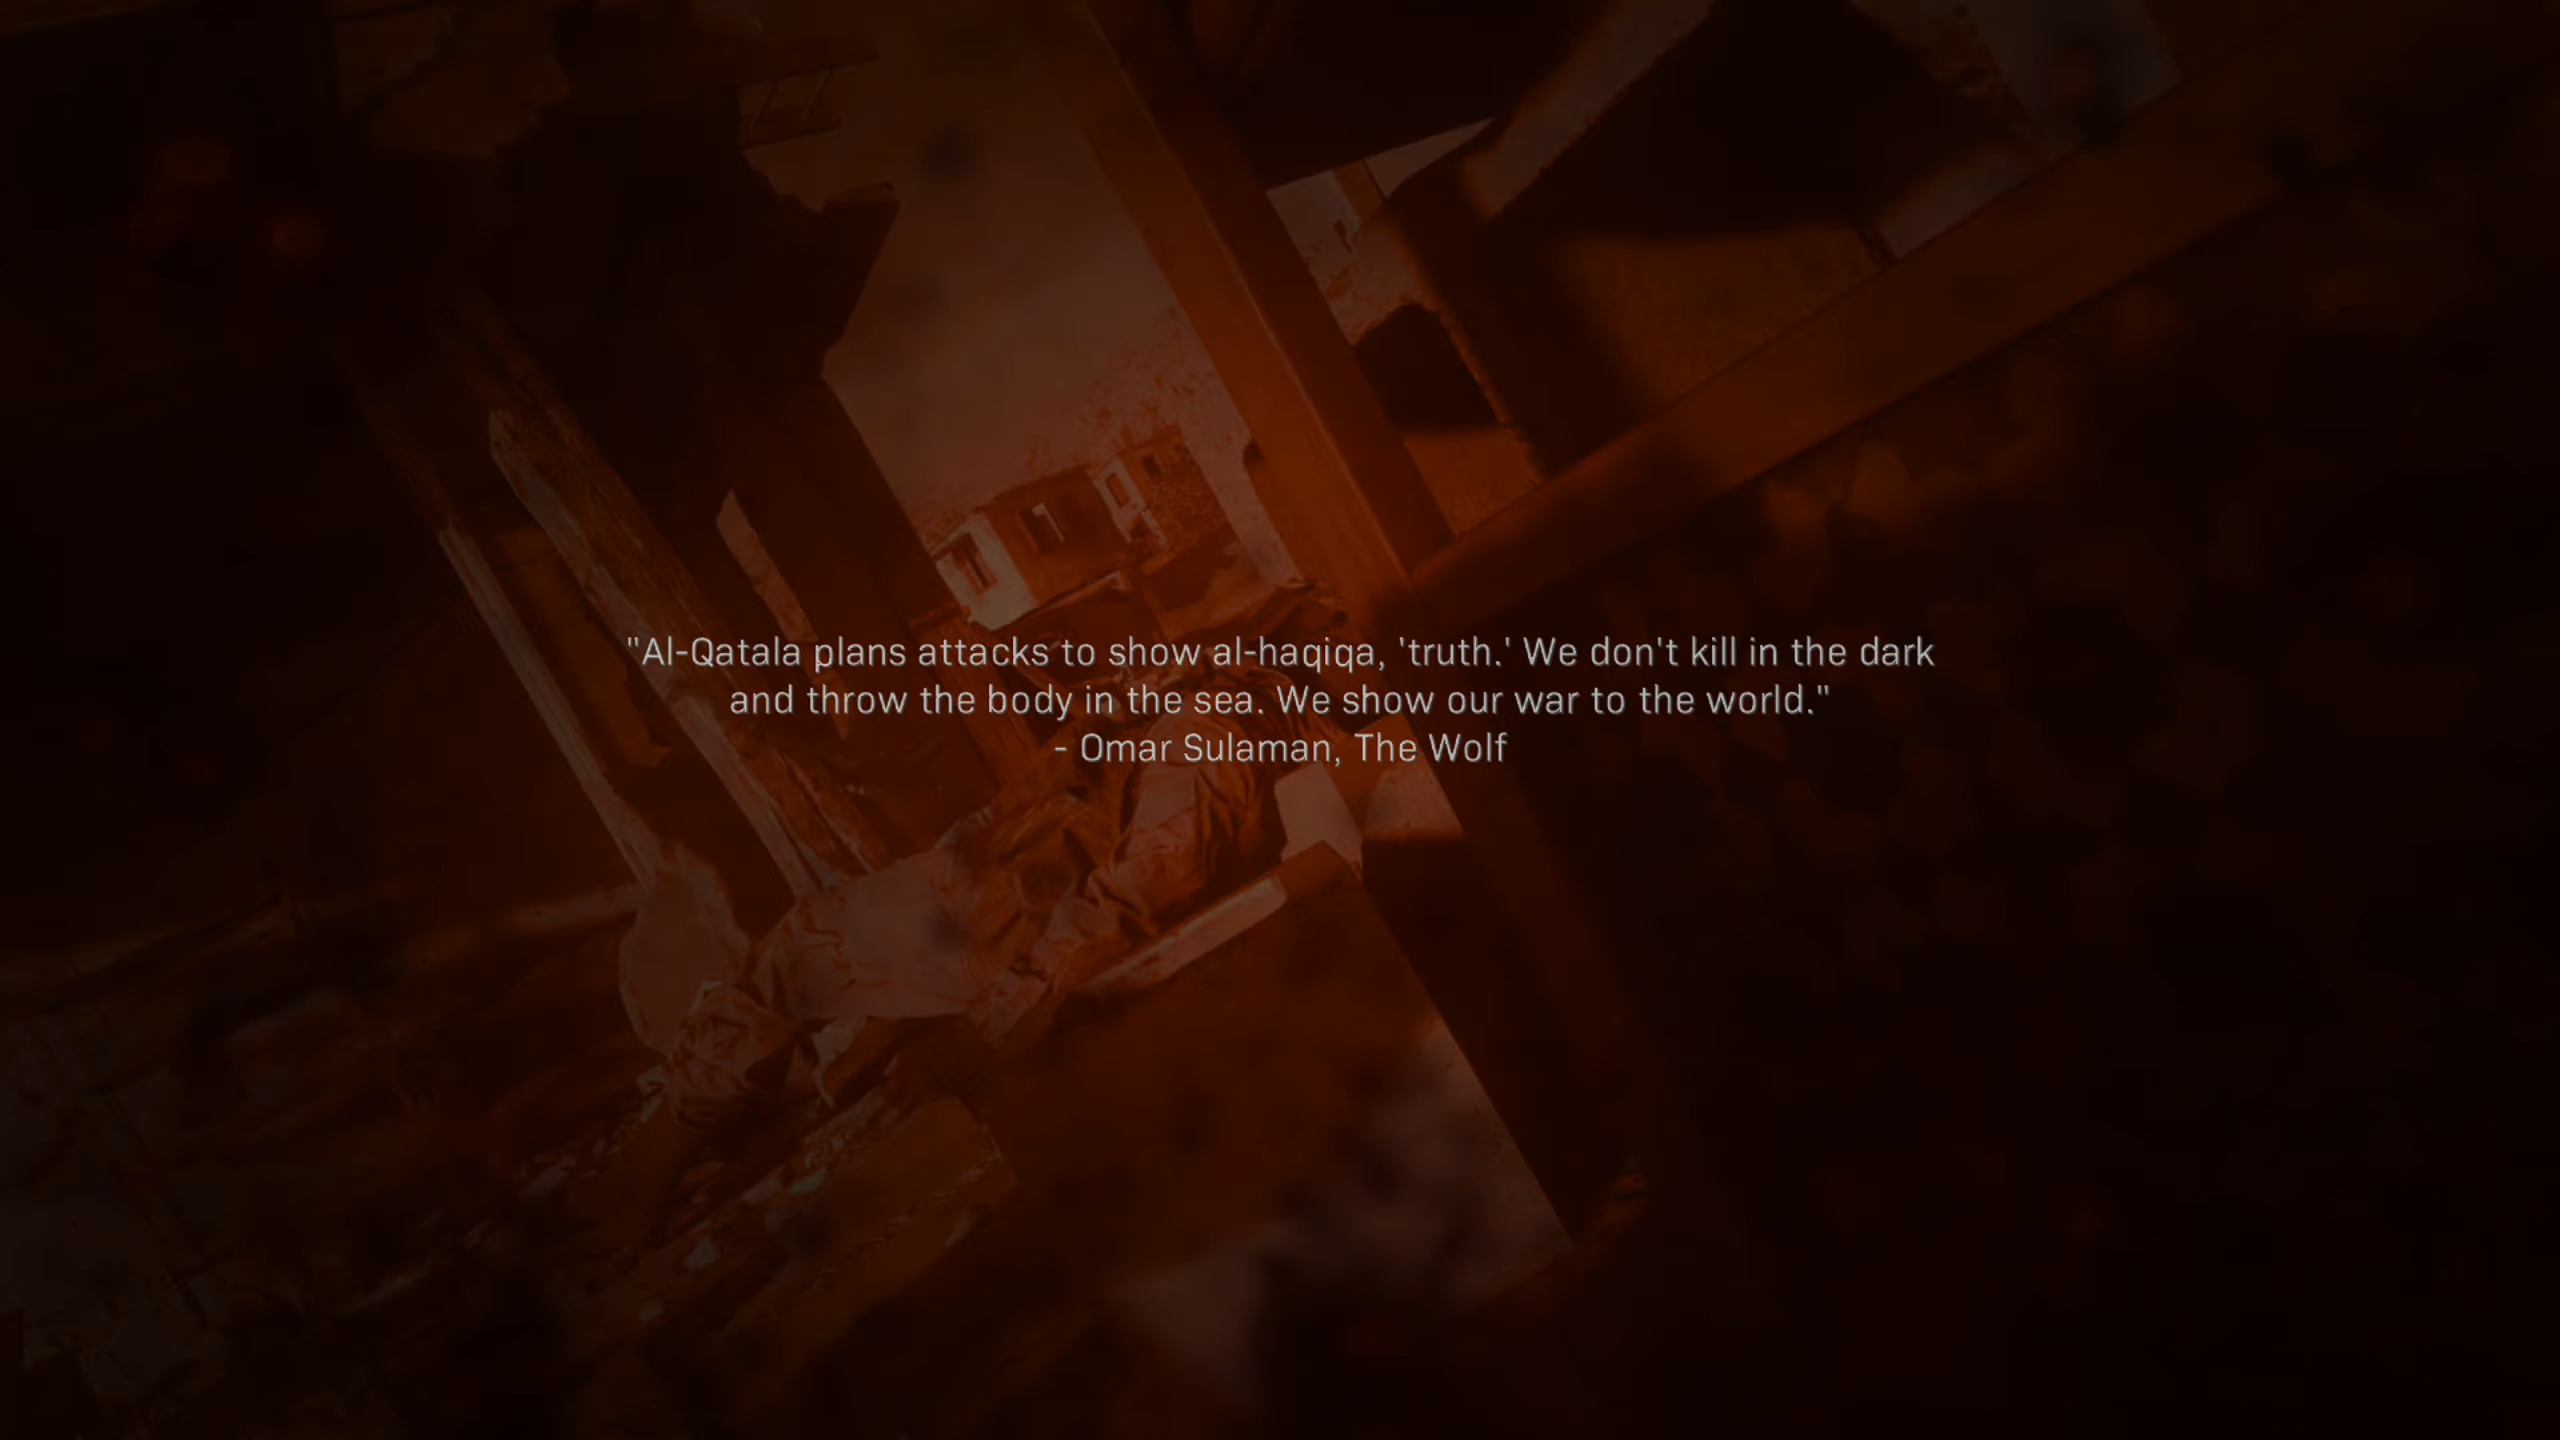 "Al-Qatala plans attacks to show al-haqiqa, 'truth.' We don't kill in the dark
and throw the body in the sea. We show our war to the world."
- Omar Sulaman, The Wolf